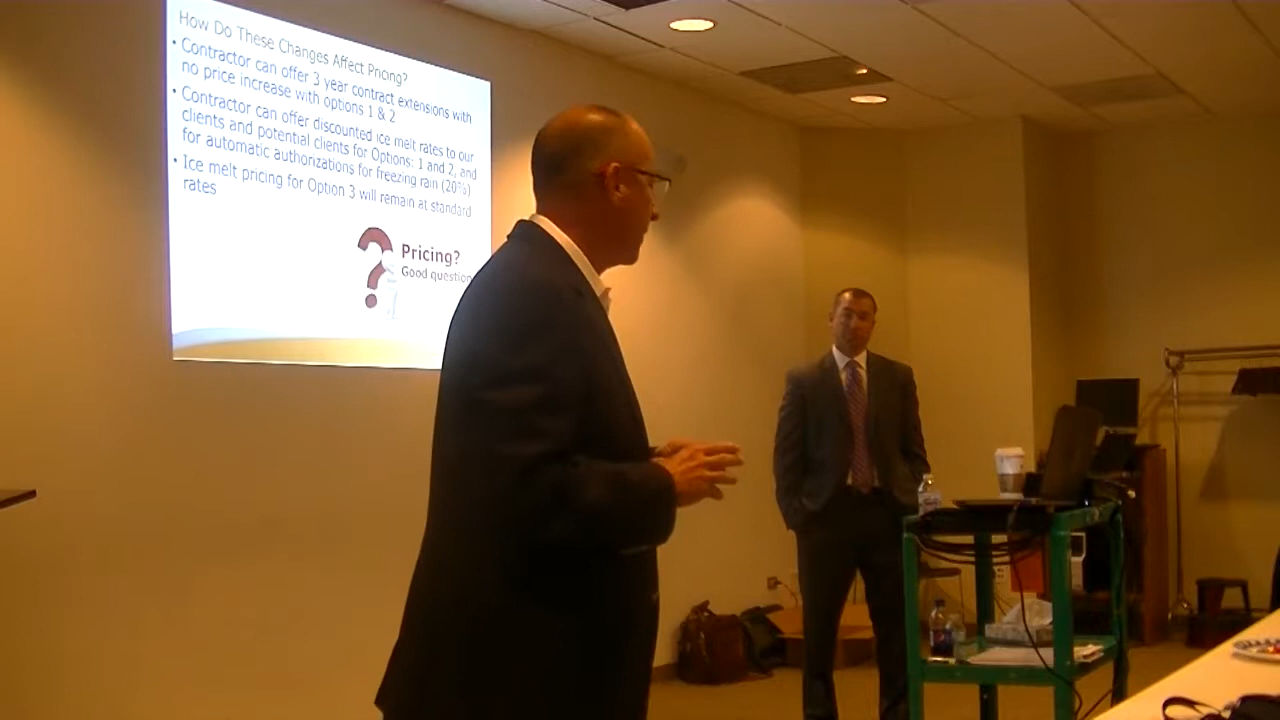 How Do These Changes Affect Pricing?
• Contractor can offer 3 year contract extensions with
no price increase with options 1 & 2
• Contractor can offer discounted ice melt rates to our
clients and potential clients for Options: 1 and 2, and
for automatic authorizations for freezing rain (20%)
• Ice melt pricing for Option 3 will remain at standard
rates
Pricing?
Good question